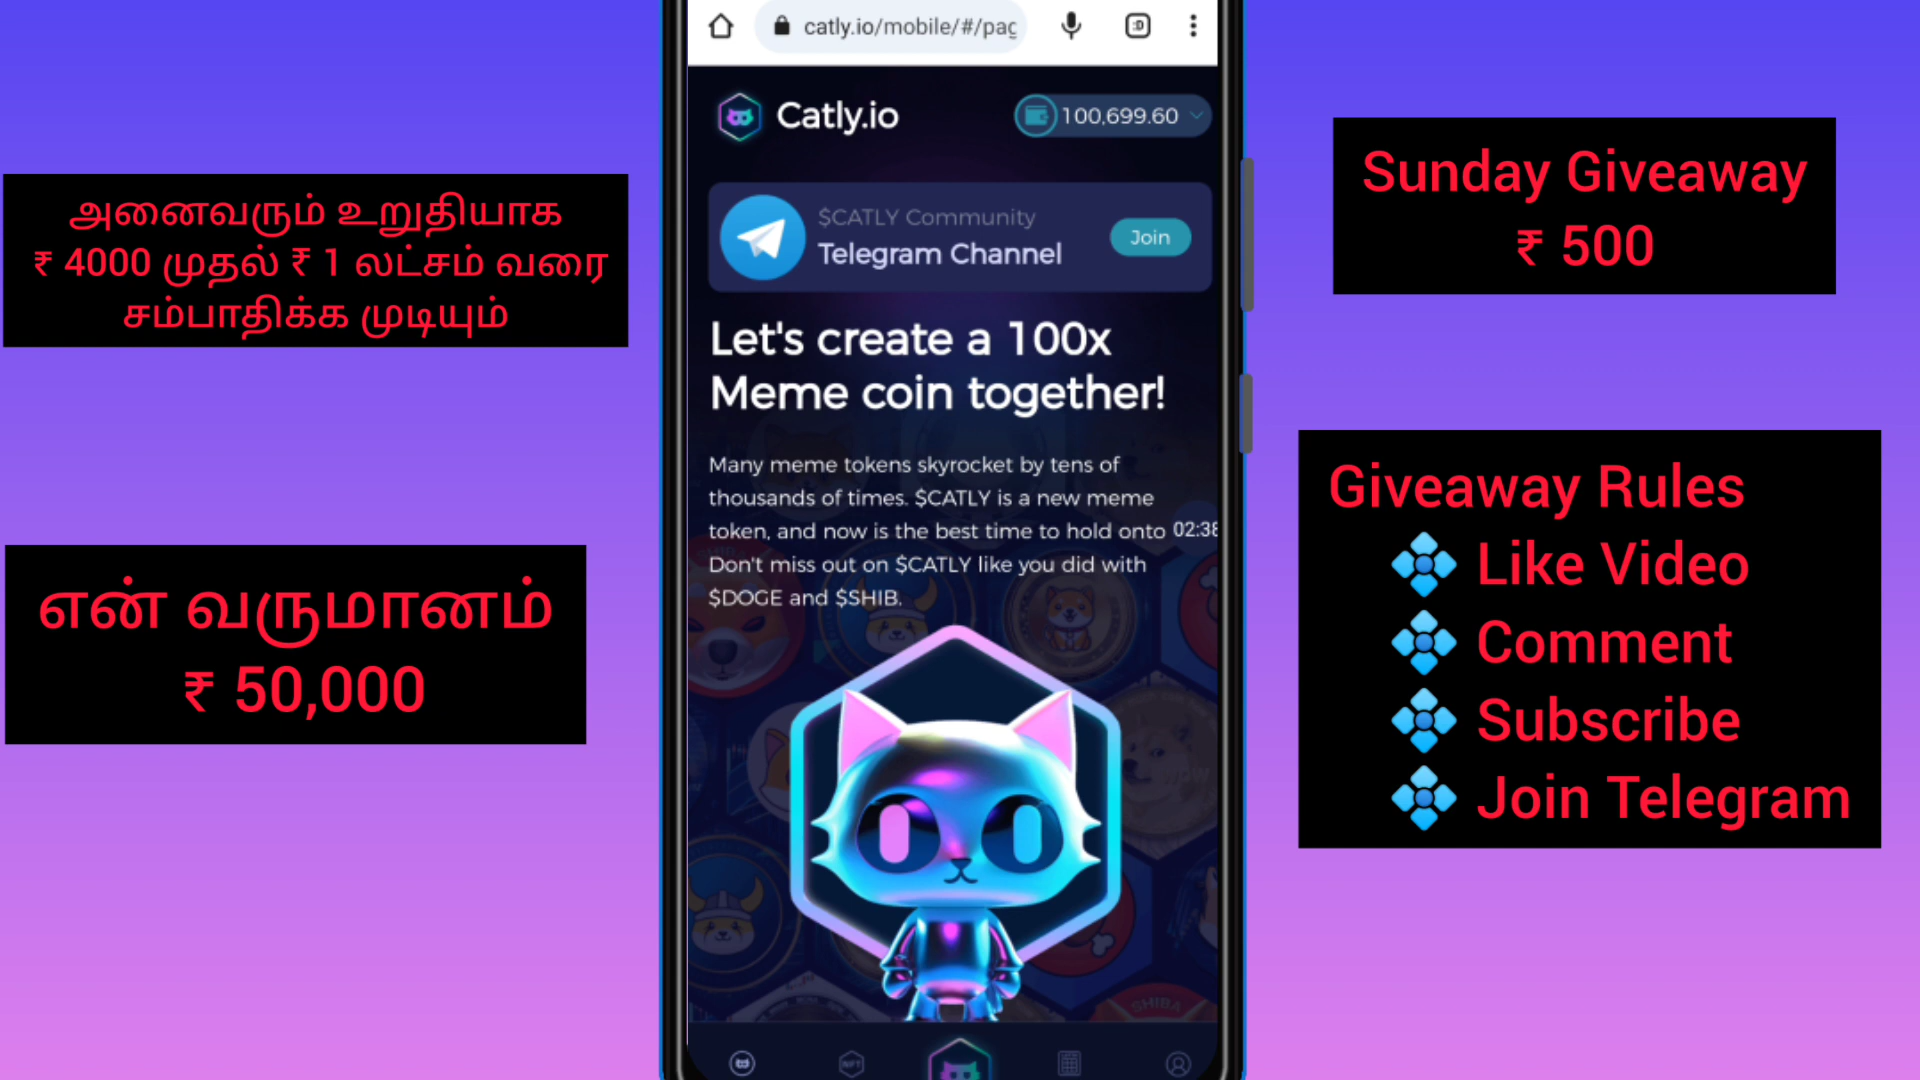 catly.io/mobile/#/pag
Catly.io
100,699.60
$CATLY Community
Telegram Channel
Join
Let's create a 100x
Meme coin together!
Many meme tokens skyrocket by tens of
thousands of times. $CATLY is a new meme
token, and now is the best time to hold onto
02:38
Don't miss out on $CATLY like you did with
$DOGE and $SHIB.
SHIBA
NFT
அனைவரும் உறுதியாக
₹ 4000 முதல் ₹ 1 லட்சம் வரை
சம்பாதிக்க முடியும்
என் வருமானம்
₹ 50,000
Sunday Giveaway
₹ 500
Giveaway Rules
Like Video
Comment
Subscribe
Join Telegram